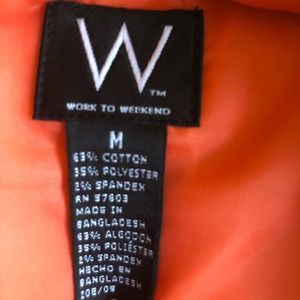 W
TM
WORK TO WEEKEND
M
63% COTTON
35% POLYESTER
2% SPANDEX
RN 57803
MADE IN
BANGLADESH
63% ALGODON
35% POLIÉSTER
2% SPANDEX
HECHO EN
BANGLADESH